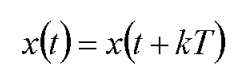 x(t) = x(t + kT)